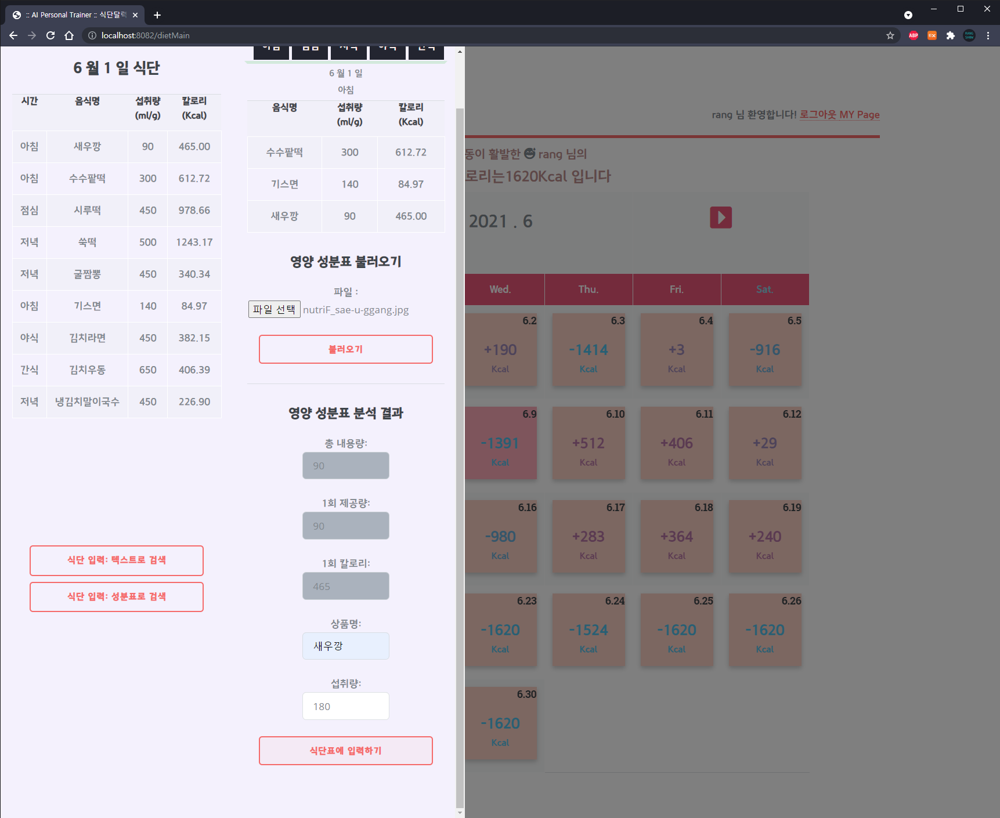 :: AI Personal Trainer :: 식단달력
localhost:8082/dietMain
ABP
RANG
SHOW
6 월 1 일 식단
시간 음식명 섭취량 (ml/g) 칼로리 (Kcal)
아침 새우깡 90 465.00
아침 수수팥떡 300 612.72
점심 시루떡 450 978.66
저녁 쑥떡 500 1243.17
저녁 굴짬뽕 450 340.34
아침 기스면 140 84.97
야식 김치라면 450 382.15
간식 김치우동 650 406.39
저녁 냉김치말이국수 450 226.90
식단 입력: 텍스트로 검색
식단 입력: 성분표로 검색
아침 점심 저녁 야식 간식
6 월 1 일
아침
음식명 섭취량 (ml/g) 칼로리 (Kcal)
수수팥떡 300 612.72
기스면 140 84.97
새우깡 90 465.00
영양 성분표 불러오기
파일 :
파일 선택 nutriF_sae-u-ggang.jpg
불러오기
영양 성분표 분석 결과
총 내용량:
90
1회 제공량:
90
1회 칼로리:
465
상품명:
새우깡
섭취량:
180
식단표에 입력하기
rang 님 환영합니다! 로그아웃 MY Page
동이 활발한 rang 님의
로리는1620Kcal 입니다
2021 . 6
Wed. Thu. Fri. Sat.
6.2 6.3 6.4 6.5
+190 -1414 +3 -916
Kcal Kcal Kcal Kcal
6.9 6.10 6.11 6.12
-1391 +512 +406 +29
Kcal Kcal Kcal Kcal
6.16 6.17 6.18 6.19
-980 +283 +364 +240
Kcal Kcal Kcal Kcal
6.23 6.24 6.25 6.26
-1620 -1524 -1620 -1620
Kcal Kcal Kcal Kcal
6.30
-1620
Kcal